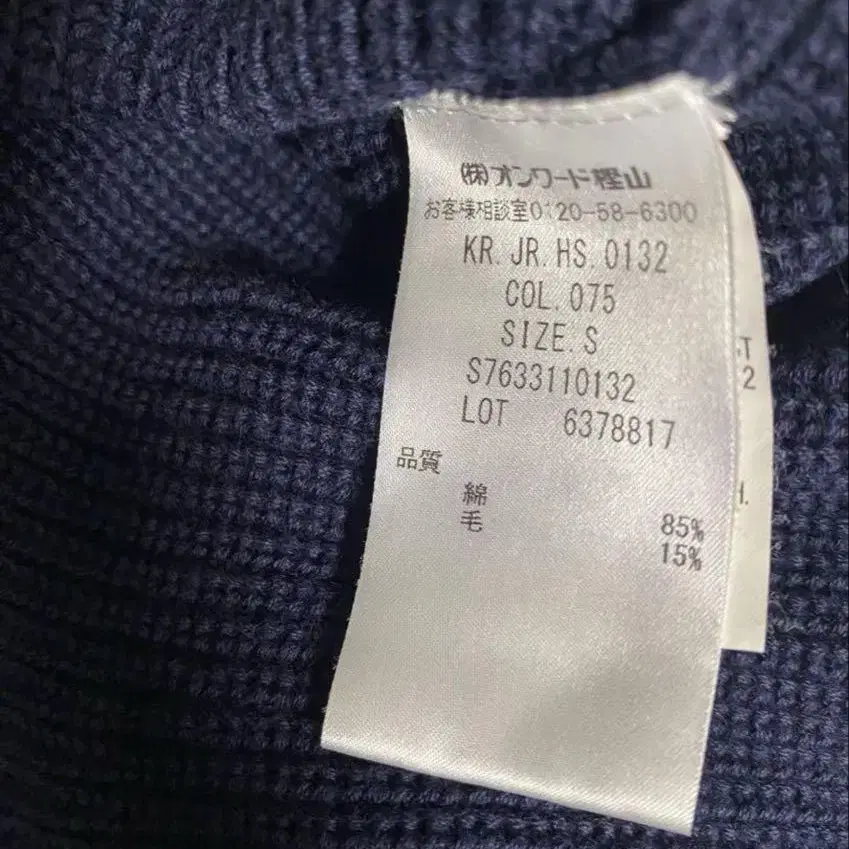 ㈱オンワード樫山
お客様相談室0120-58-6300
KR.JR.HS.0132
COL.075
SIZE.S
S7633110132
LOT 6378817
品質
綿 85%
毛 15%
T
2
H.